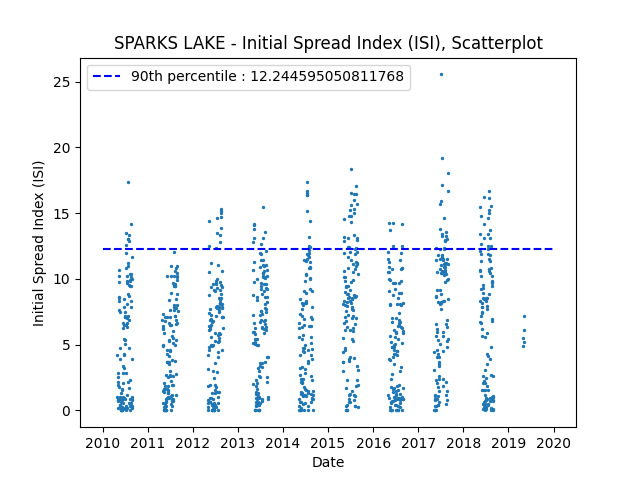 SPARKS LAKE - Initial Spread Index (ISI), Scatterplot
90th percentile : 12.244595050811768
25
20
15
10
5
0
Initial Spread Index (ISI)
2010 2011 2012 2013 2014 2015 2016 2017 2018 2019 2020
Date